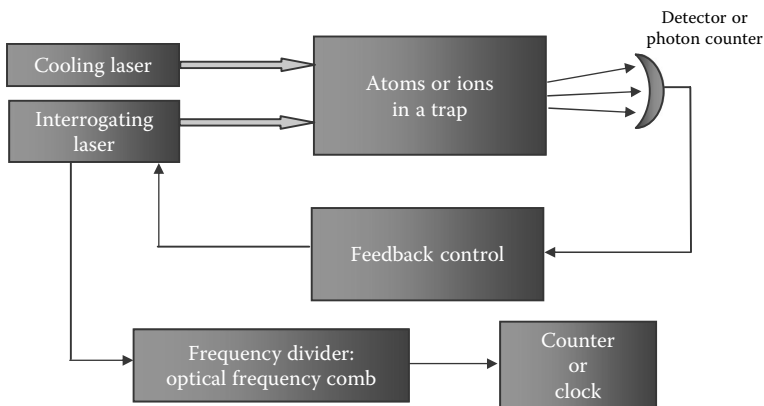 Detector or
photon counter
Cooling laser
Atoms or ions
in a trap
Interrogating
laser
Feedback control
Frequency divider:
optical frequency comb
Counter
or
clock